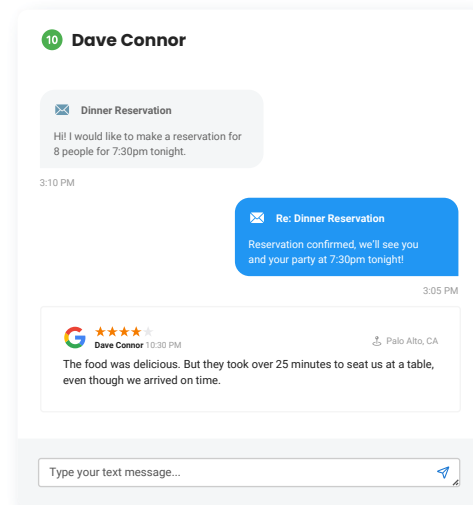 10 Dave Connor
Dinner Reservation
Hi! I would like to make a reservation for
8 people for 7:30pm tonight.
3:10 PM
Re: Dinner Reservation
Reservation confirmed, we'll see you
and your party at 7:30pm tonight!
3:05 PM
G
Dave Connor 10:30 PM
Palo Alto, CA
The food was delicious. But they took over 25 minutes to seat us at a table,
even though we arrived on time.
Type your text message...